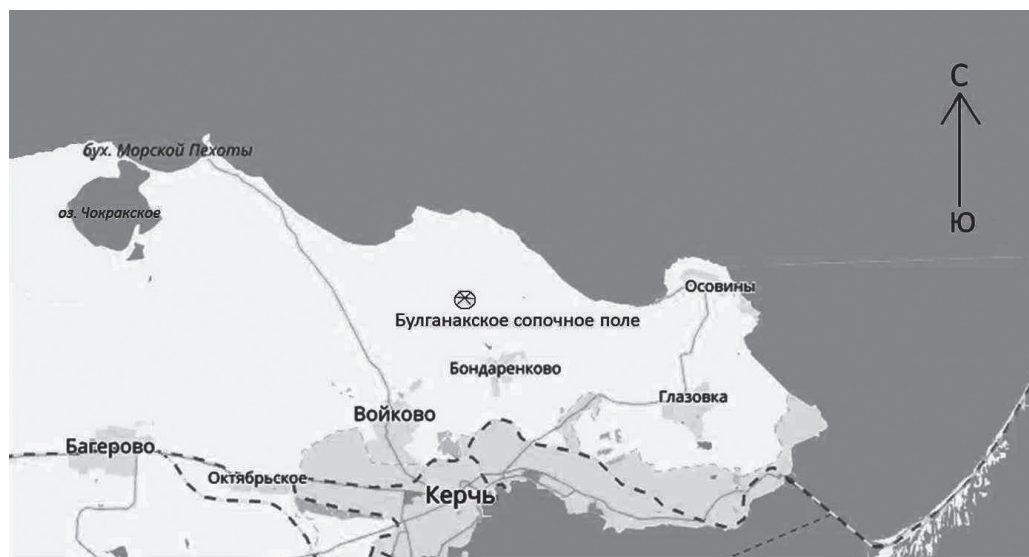 С
бух. Морской Пехоты
оз. Чокракское
Ю
Осовины
Булганакское сопочное поле
Бондаренково
Глазовка
Войково
Багерово
Октябрьское
Керчь